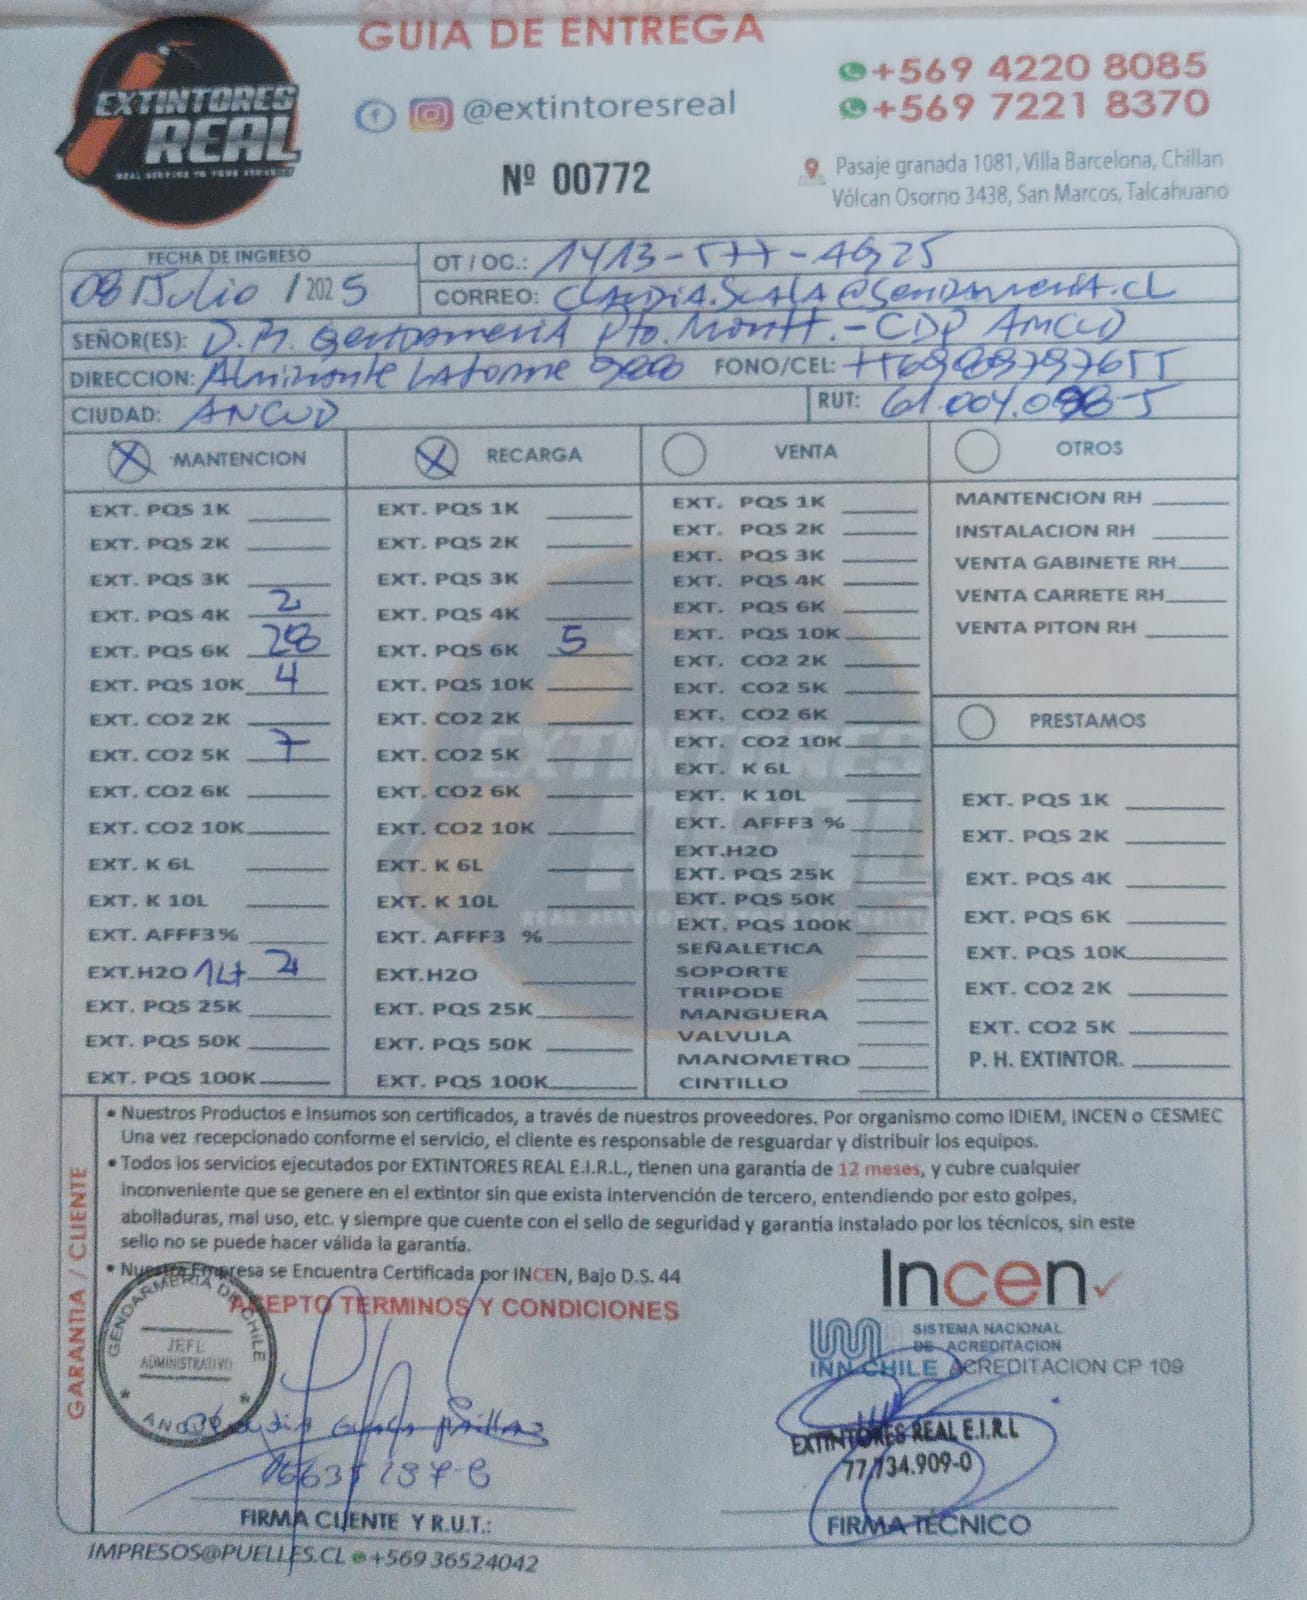 GUIA DE ENTREGA
EXTINTORES
REAL
REAL SERVICE TO YOUR SECURITY
@extintoresreal
+569 4220 8085
+569 7221 8370
Nº 00772
Pasaje granada 1081, Villa Barcelona, Chillan
Vólcan Osorno 3438, San Marcos, Talcahuano
FECHA DE INGRESO
08 / Julio / 2025
OT / OC.: 1413-577-AG25
CORREO: CLAUDIA.SCALA@GENDARMERIA.CL
SEÑOR(ES): D.R. Gendarmeria Pto. Montt.- CDP ANCUD
DIRECCION: Almirante Latorre
FONO/CEL:
CIUDAD: ANCUD
RUT: 61.004.0
MANTENCION
EXT. PQS 1K
EXT. PQS 2K
EXT. PQS 3K
EXT. PQS 4K 2
EXT. PQS 6K 28
EXT. PQS 10K 4
EXT. CO2 2K
EXT. CO2 5K 7
EXT. CO2 6K
EXT. CO2 10K
EXT. K 6L
EXT. K 10L
EXT. AFFF3%
EXT.H2O 1Lt 2
EXT. PQS 25K
EXT. PQS 50K
EXT. PQS 100K
RECARGA
EXT. PQS 1K
EXT. PQS 2K
EXT. PQS 3K
EXT. PQS 4K
EXT. PQS 6K 5
EXT. PQS 10K
EXT. CO2 2K
EXT. CO2 5K
EXT. CO2 6K
EXT. CO2 10K
EXT. K 6L
EXT. K 10L
EXT. AFFF3 %
EXT.H2O
EXT. PQS 25K
EXT. PQS 50K
EXT. PQS 100K
VENTA
EXT. PQS 1K
EXT. PQS 2K
EXT. PQS 3K
EXT. PQS 4K
EXT. PQS 6K
EXT. PQS 10K
EXT. CO2 2K
EXT. CO2 5K
EXT. CO2 6K
EXT. CO2 10K
EXT. K 6L
EXT. K 10L
EXT. AFFF3 %
EXT.H2O
EXT. PQS 25K
EXT. PQS 50K
EXT. PQS 100K
SEÑALETICA
SOPORTE
TRIPODE
MANGUERA
VALVULA
MANOMETRO
CINTILLO
OTROS
MANTENCION RH
INSTALACION RH
VENTA GABINETE RH
VENTA CARRETE RH
VENTA PITON RH
PRESTAMOS
EXT. PQS 1K
EXT. PQS 2K
EXT. PQS 4K
EXT. PQS 6K
EXT. PQS 10K
EXT. CO2 2K
EXT. CO2 5K
P. H. EXTINTOR.
GARANTIA / CLIENTE
• Nuestros Productos e Insumos son certificados, a través de nuestros proveedores. Por organismo como IDIEM, INCEN o CESMEC
Una vez recepcionado conforme el servicio, el cliente es responsable de resguardar y distribuir los equipos.
• Todos los servicios ejecutados por EXTINTORES REAL E.I.R.L., tienen una garantía de 12 meses, y cubre cualquier
inconveniente que se genere en el extintor sin que exista intervención de tercero, entendiendo por esto golpes,
abolladuras, mal uso, etc. y siempre que cuente con el sello de seguridad y garantía instalado por los técnicos, sin este
sello no se puede hacer válida la garantía.
• Nuestra Empresa se Encuentra Certificada por INCEN, Bajo D.S. 44
ACEPTO TERMINOS Y CONDICIONES
GENDARMERIA DE CHILE
JEFE
ADMINISTRATIVO
ANCUD
Incen
SISTEMA NACIONAL
DE ACREDITACION
INN CHILE ACREDITACION CP 109
EXTINTORES REAL E.I.R.L
77.734.909-0
FIRMA CLIENTE Y R.U.T.:
FIRMA TÉCNICO
IMPRESOS@PUELLES.CL +569 36524042